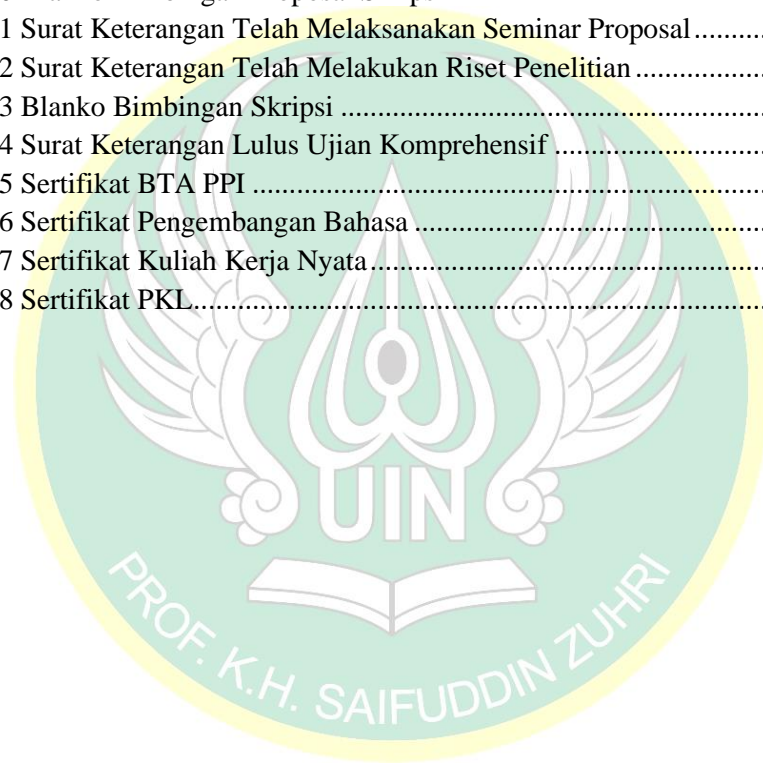 1 Surat Keterangan Telah Melaksanakan Seminar Proposal...........
2 Surat Keterangan Telah Melakukan Riset Penelitian...................
3 Blanko Bimbingan Skripsi..........................................................
4 Surat Keterangan Lulus Ujian Komprehensif.............................
5 Sertifikat BTA PPI.....................................................................
6 Sertifikat Pengembangan Bahasa................................................
7 Sertifikat Kuliah Kerja Nyata.......................................................
8 Sertifikat PKL..............................................................................
UIN
PROF. K.H. SAIFUDDIN ZUHRI